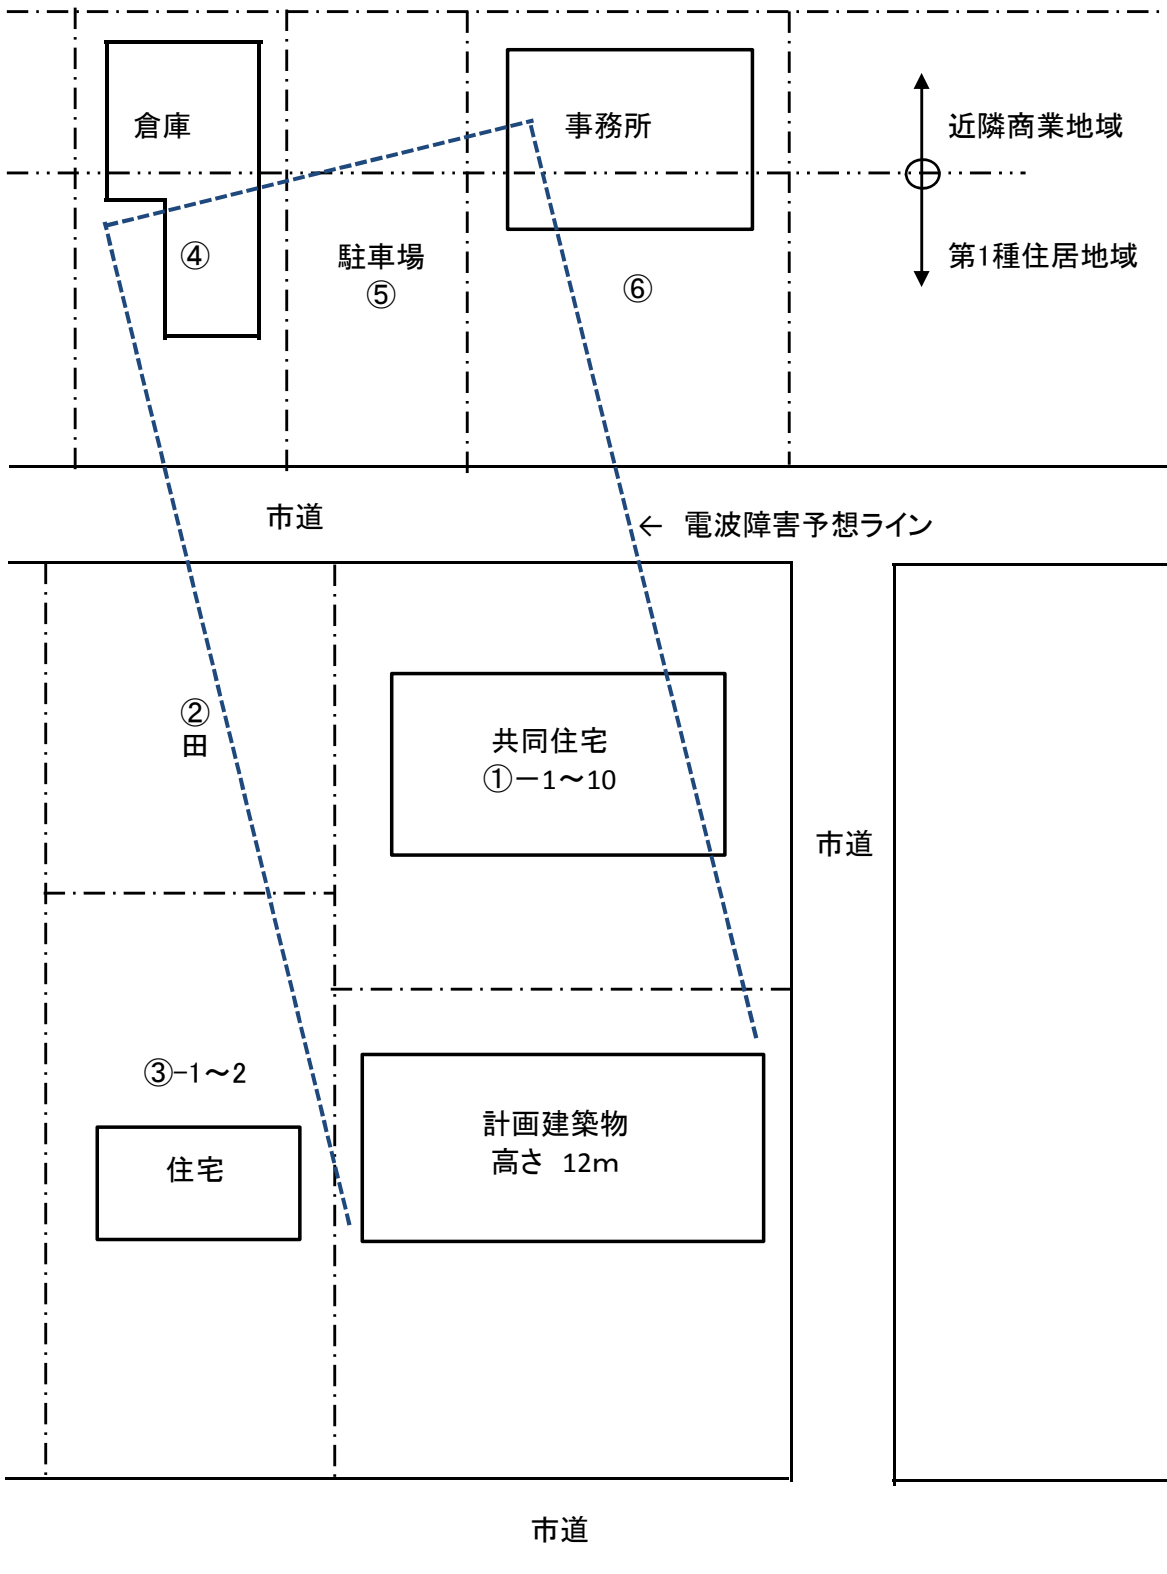 倉庫
事務所
近隣商業地域
④
駐車場
⑤
⑥
第1種住居地域
市道
← 電波障害予想ライン
②
田
共同住宅
①－1～10
市道
③-1～2
住宅
計画建築物
高さ 12ｍ
市道